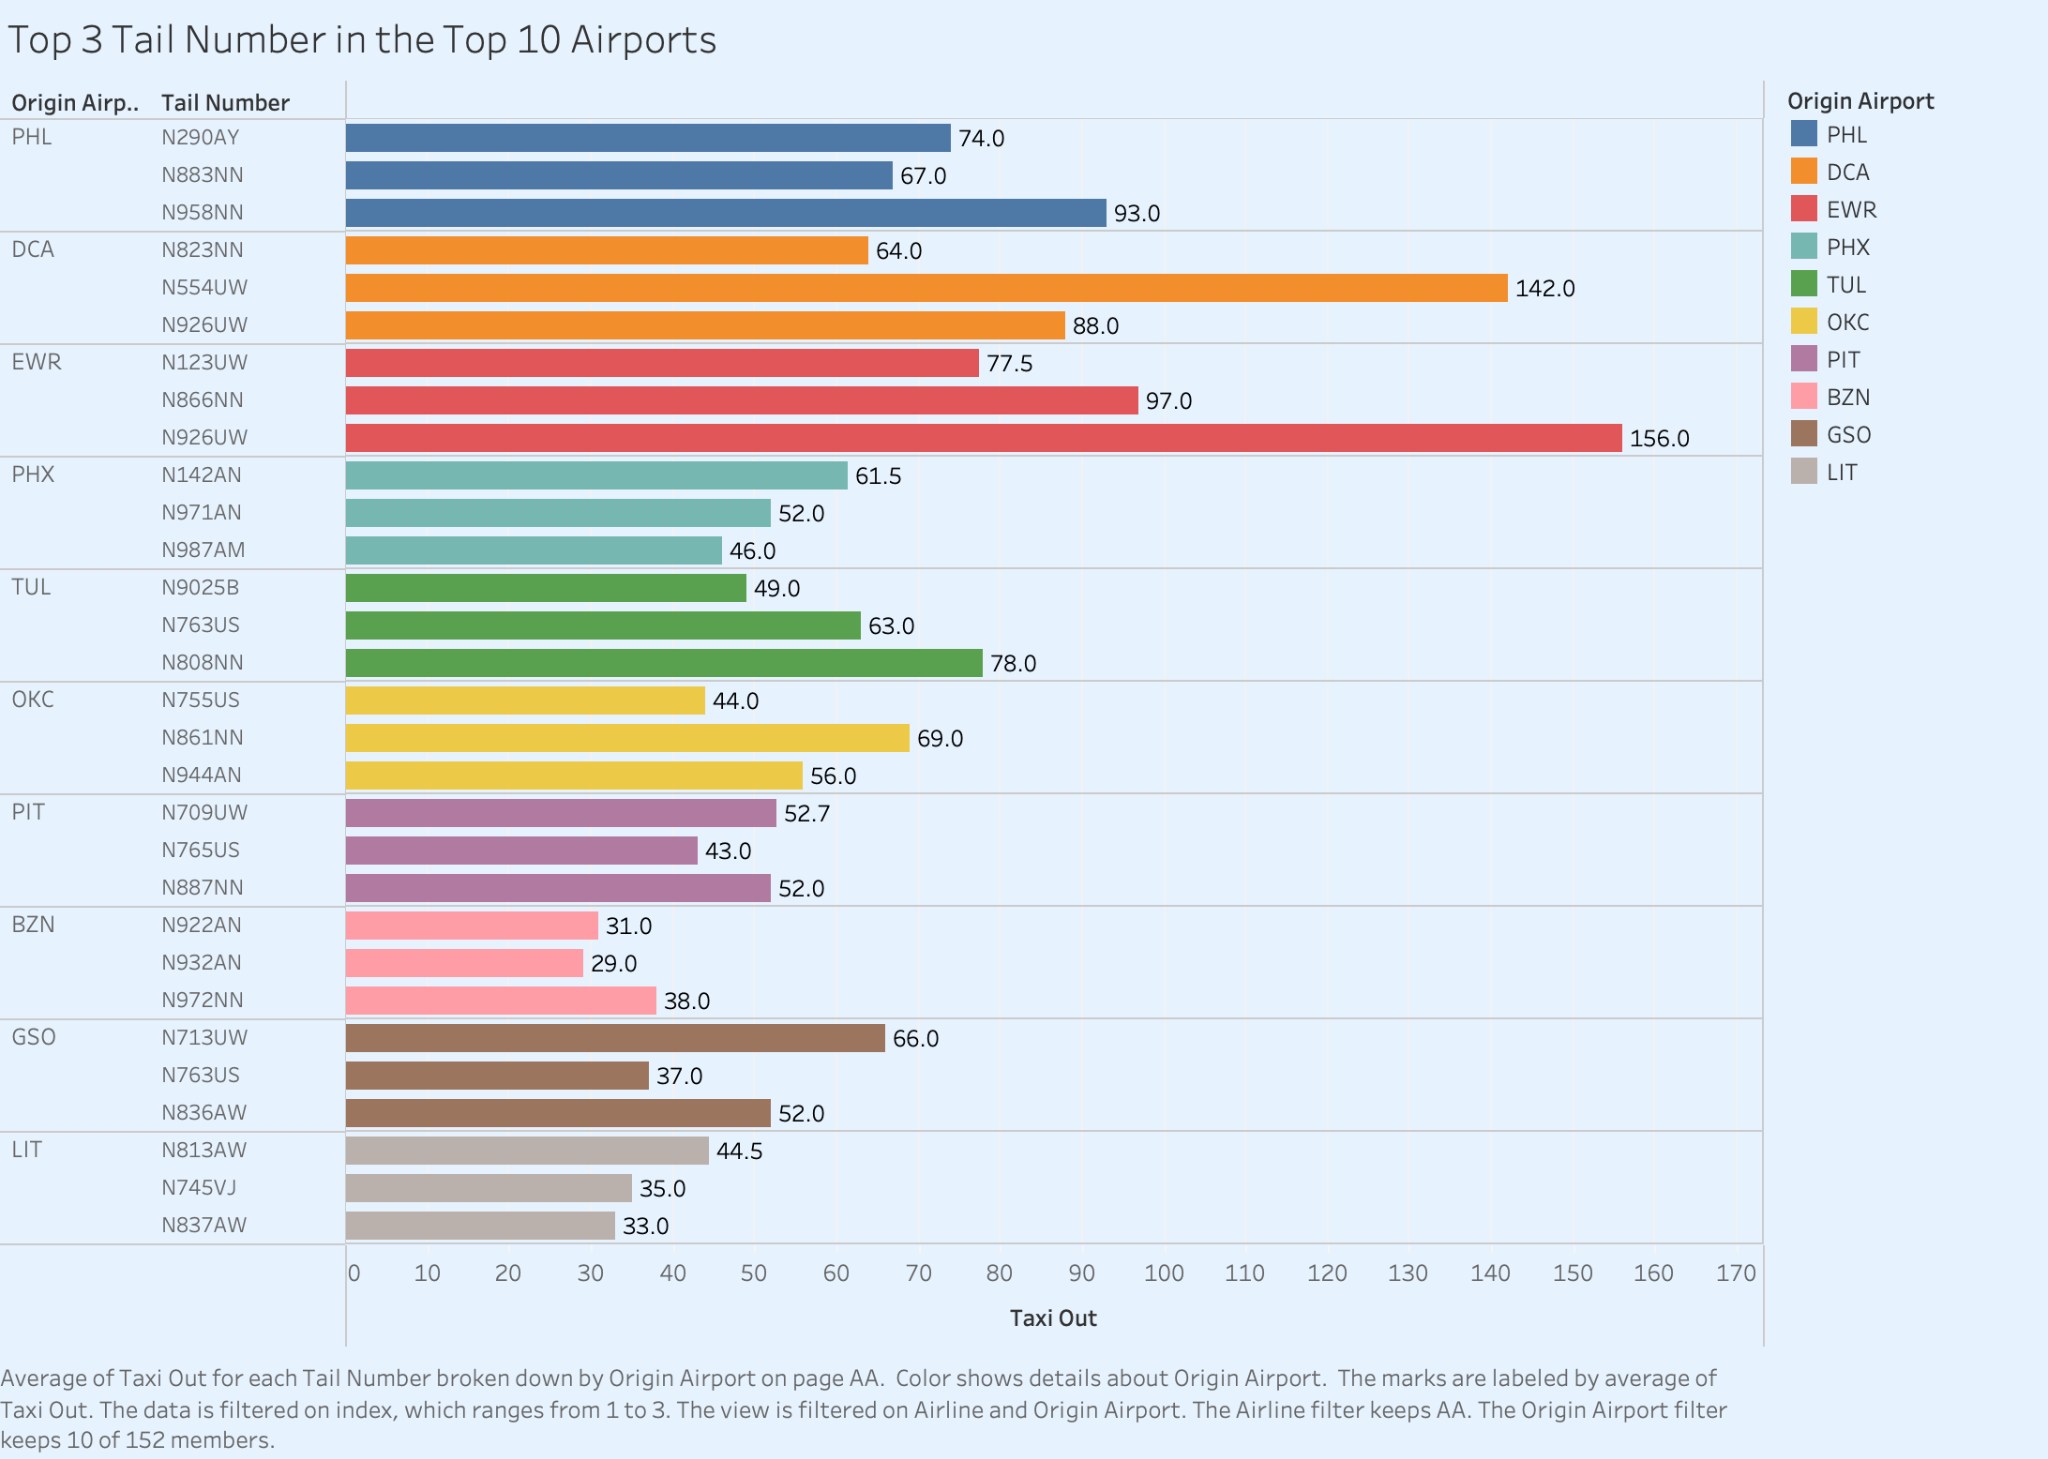 Top 3 Tail Number in the Top 10 Airports
Origin Airp.. Tail Number
PHL N290AY 74.0
N883NN 67.0
N958NN 93.0
DCA N823NN 64.0
N554UW 142.0
N926UW 88.0
EWR N123UW 77.5
N866NN 97.0
N926UW 156.0
PHX N142AN 61.5
N971AN 52.0
N987AM 46.0
TUL N9025B 49.0
N763US 63.0
N808NN 78.0
OKC N755US 44.0
N861NN 69.0
N944AN 56.0
PIT N709UW 52.7
N765US 43.0
N887NN 52.0
BZN N922AN 31.0
N932AN 29.0
N972NN 38.0
GSO N713UW 66.0
N763US 37.0
N836AW 52.0
LIT N813AW 44.5
N745VJ 35.0
N837AW 33.0
0 10 20 30 40 50 60 70 80 90 100 110 120 130 140 150 160 170
Taxi Out
Origin Airport
PHL
DCA
EWR
PHX
TUL
OKC
PIT
BZN
GSO
LIT
Average of Taxi Out for each Tail Number broken down by Origin Airport on page AA.  Color shows details about Origin Airport.  The marks are labeled by average of
Taxi Out. The data is filtered on index, which ranges from 1 to 3. The view is filtered on Airline and Origin Airport. The Airline filter keeps AA. The Origin Airport filter
keeps 10 of 152 members.